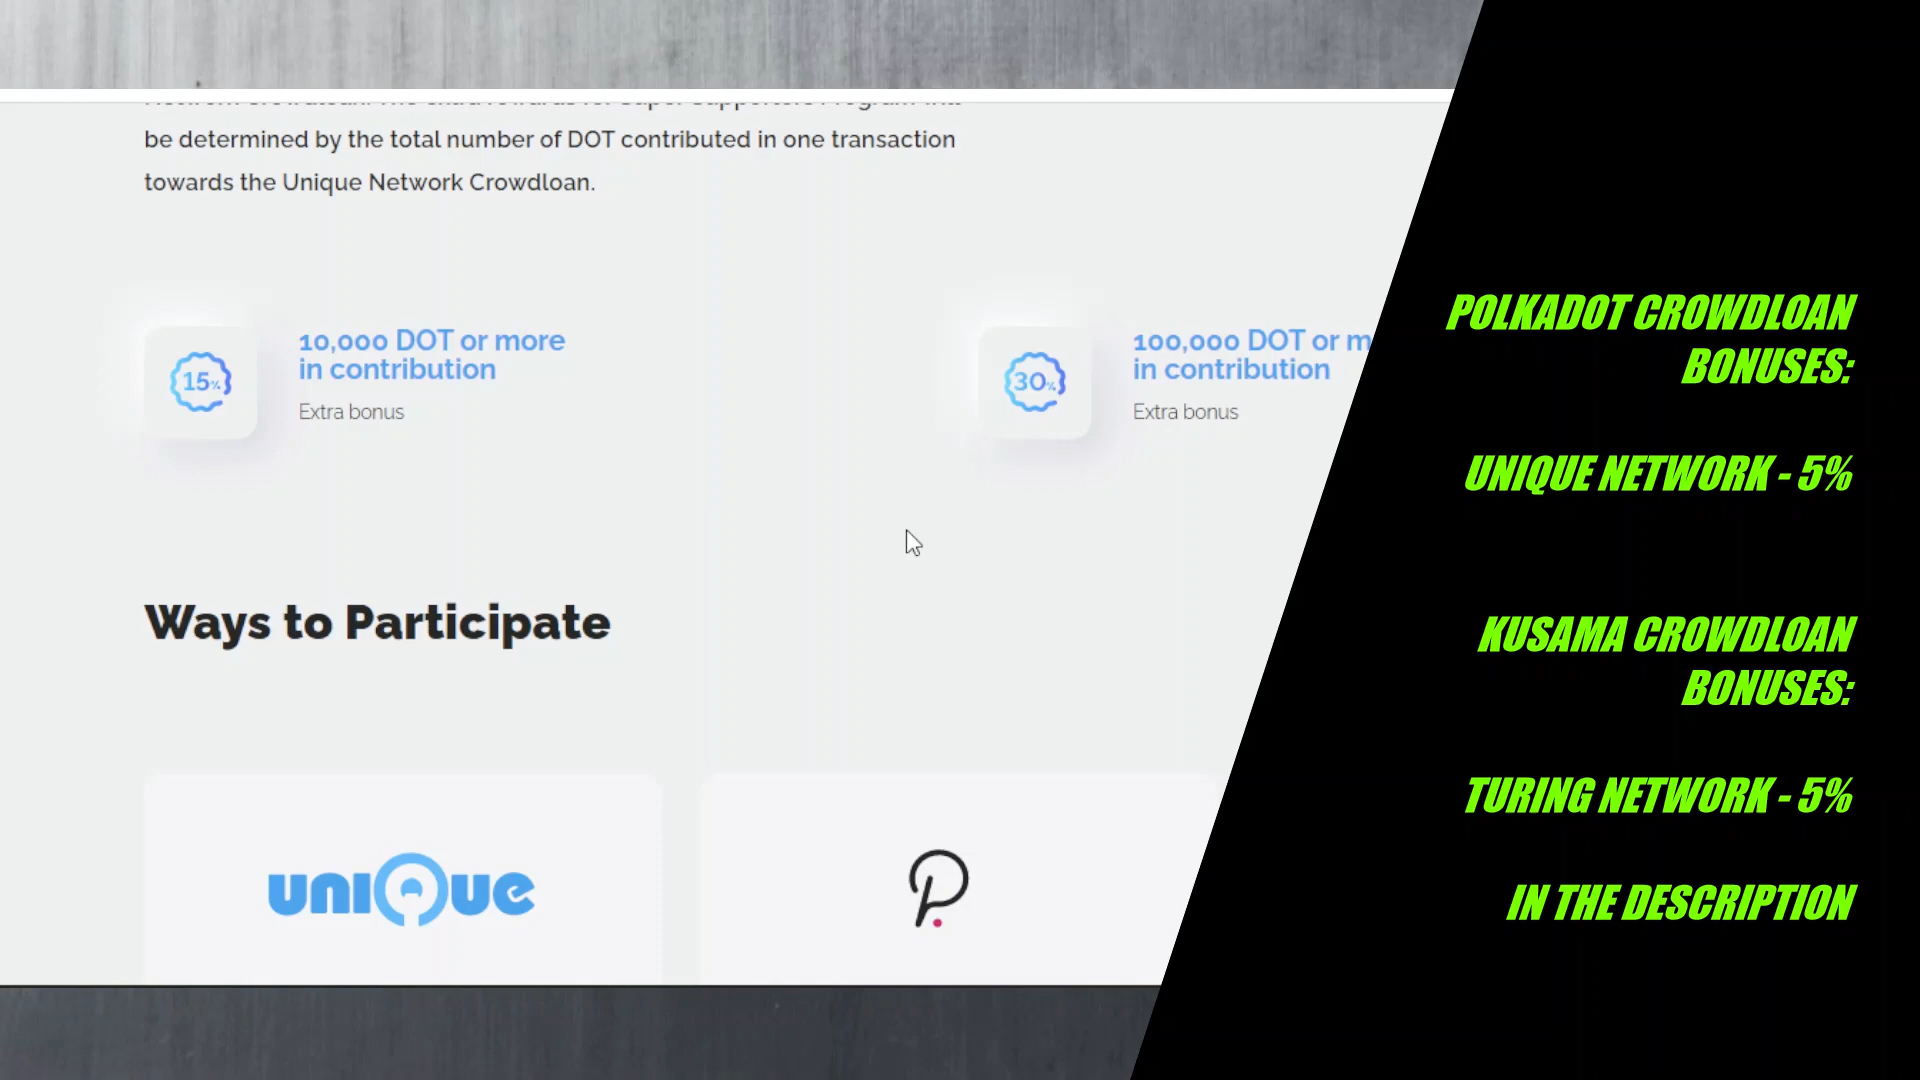 be determined by the total number of DOT contributed in one transaction
towards the Unique Network Crowdloan.
15%
10,000 DOT or more
in contribution
Extra bonus
30%
100,000 DOT or m
in contribution
Extra bonus
Ways to Participate
unique
POLKADOT CROWDLOAN
BONUSES:
UNIQUE NETWORK - 5%
KUSAMA CROWDLOAN
BONUSES:
TURING NETWORK - 5%
IN THE DESCRIPTION